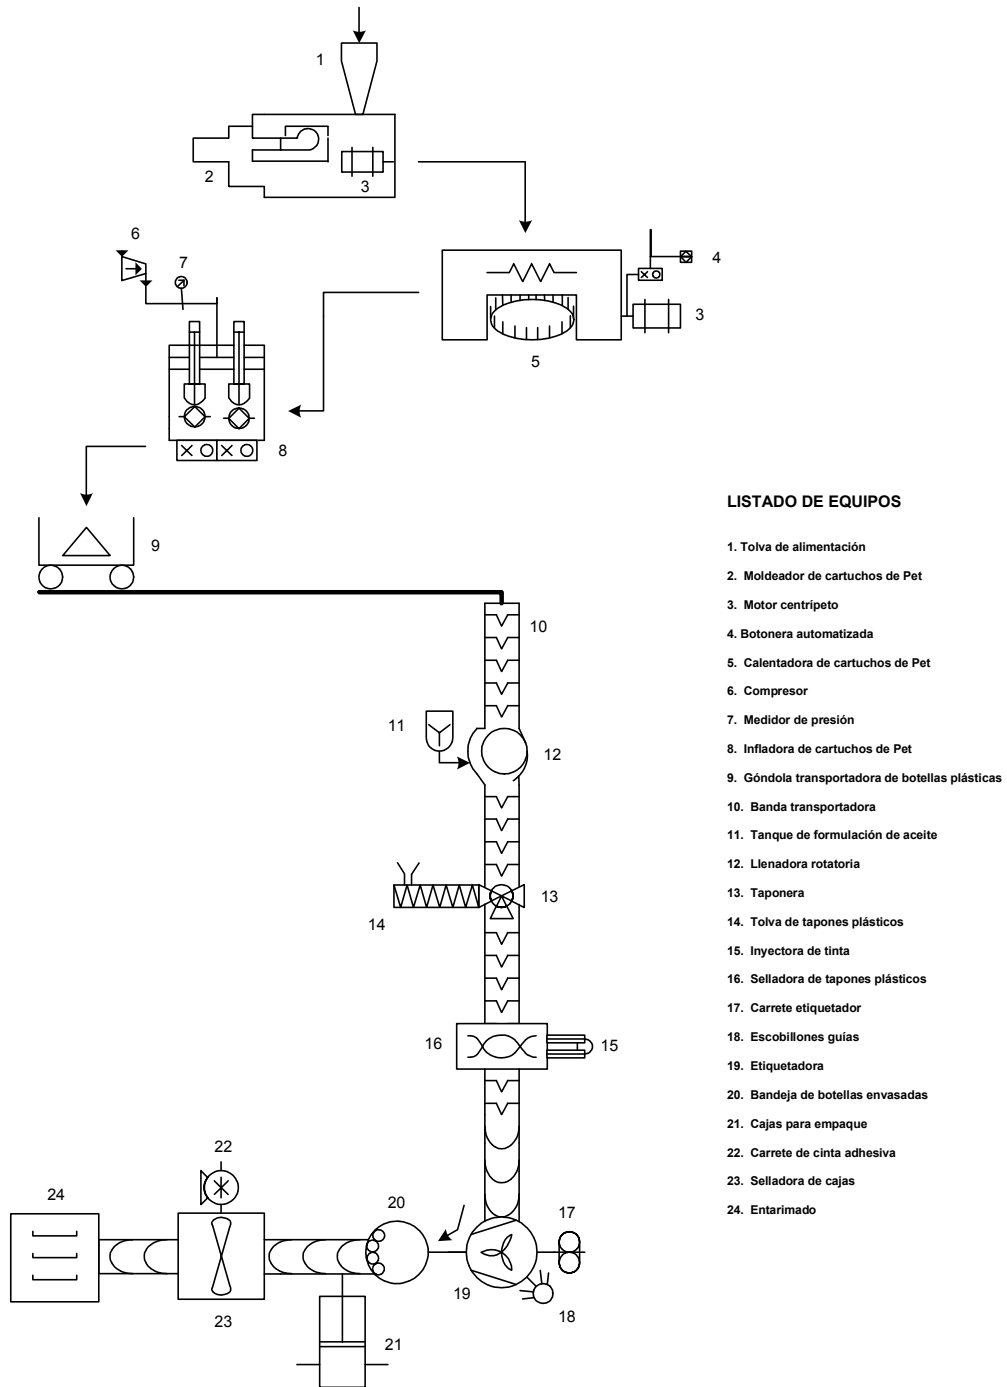 1
2
3
6
7
4
3
5
8
9
LISTADO DE EQUIPOS
1. Tolva de alimentación
2. Moldeador de cartuchos de Pet
3. Motor centrípeto
4. Botonera automatizada
5. Calentadora de cartuchos de Pet
6. Compresor
7. Medidor de presión
8. Infladora de cartuchos de Pet
9. Góndola transportadora de botellas plásticas
10. Banda transportadora
11. Tanque de formulación de aceite
12. Llenadora rotatoria
13. Taponera
14. Tolva de tapones plásticos
15. Inyectora de tinta
16. Selladora de tapones plásticos
17. Carrete etiquetador
18. Escobillones guías
19. Etiquetadora
20. Bandeja de botellas envasadas
21. Cajas para empaque
22. Carrete de cinta adhesiva
23. Selladora de cajas
24. Entarimado
10
11
12
13
14
16
15
22
24
20
17
19
18
23
21